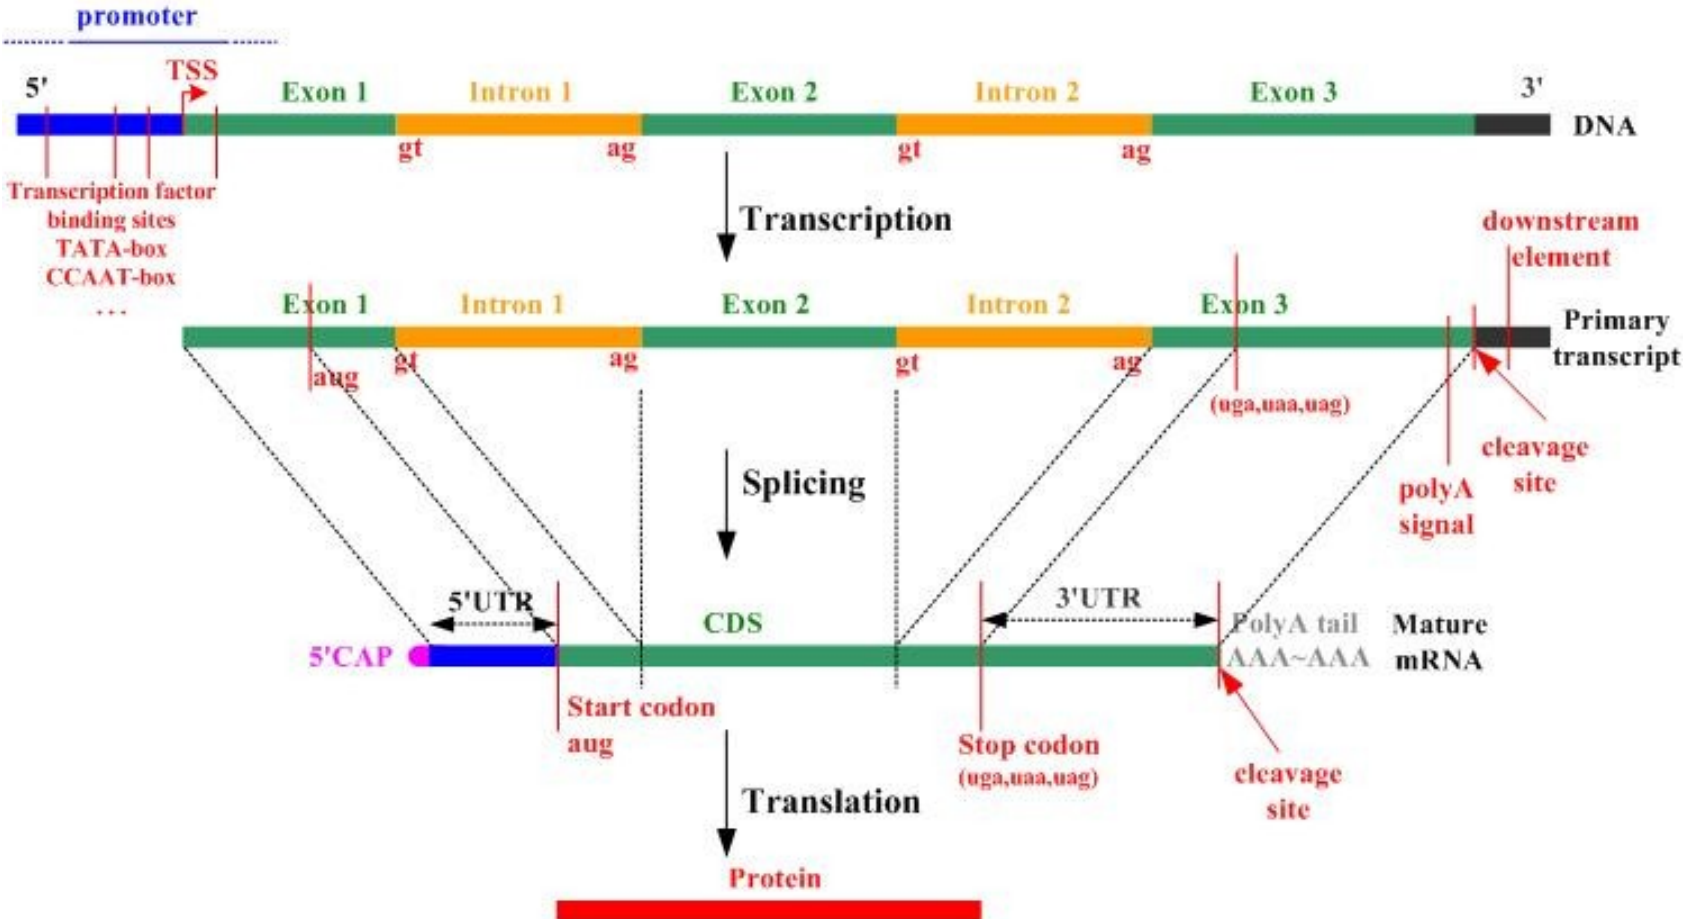 promoter
5' TSS Exon 1 Intron 1 Exon 2 Intron 2 Exon 3 3'
DNA
gt ag gt ag
Transcription factor
binding sites
TATA-box
CCAAT-box
...
Transcription
downstream
element
Exon 1 Intron 1 Exon 2 Intron 2 Exon 3
Primary
transcript
aug gt ag gt ag
(uga,uaa,uag)
cleavage
site
polyA
signal
Splicing
5'UTR CDS 3'UTR
5'CAP
PolyA tail
AAA~AAA
Mature
mRNA
Start codon
aug
Stop codon
(uga,uaa,uag)
cleavage
site
Translation
Protein